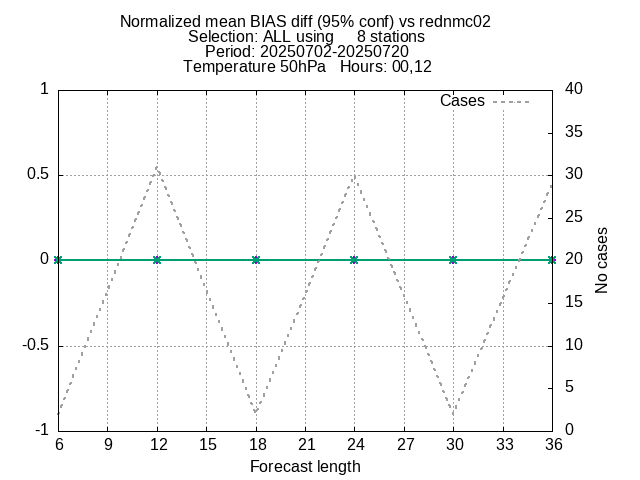 Normalized mean BIAS diff (95% conf) vs rednmc02
Selection: ALL using     8 stations
Period: 20250702-20250720
Temperature 50hPa   Hours: 00,12
Cases
1
0.5
0
-0.5
-1
40
35
30
25
20
15
10
5
0
No cases
6 9 12 15 18 21 24 27 30 33 36
Forecast length